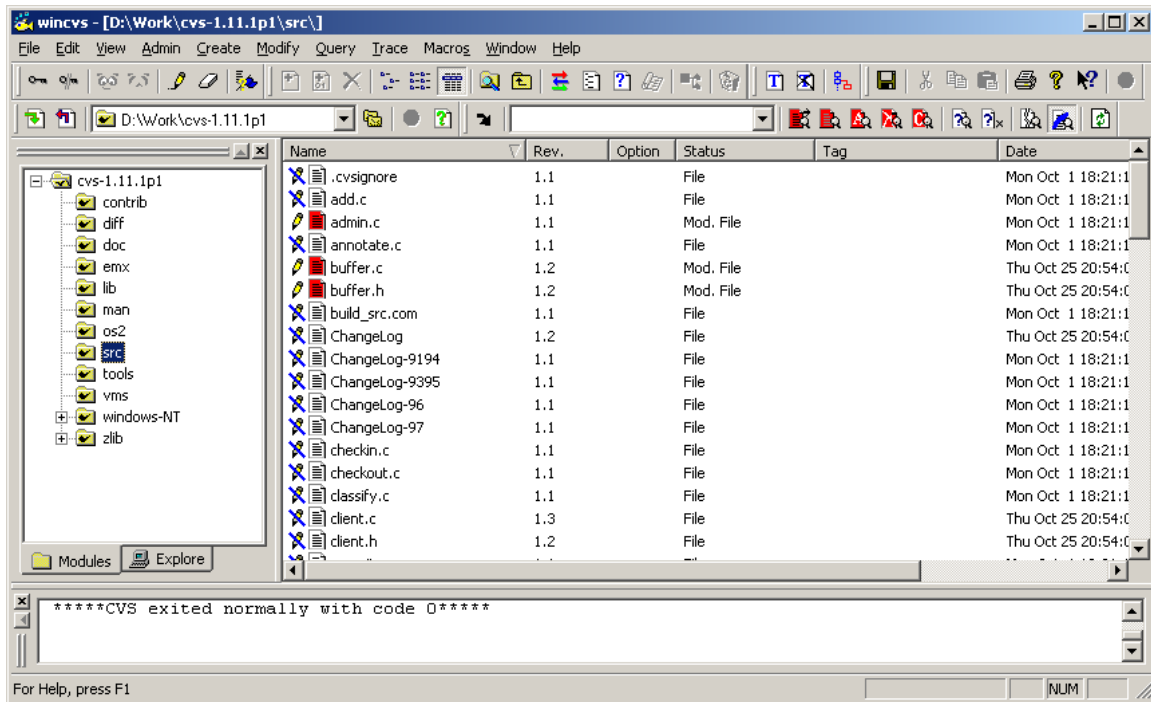 wincvs - [D:\Work\cvs-1.11.1p1\src\]
File Edit View Admin Create Modify Query Trace Macros Window Help
D:\Work\cvs-1.11.1p1
Name Rev. Option Status Tag Date
cvs-1.11.1p1
contrib
diff
doc
emx
lib
man
os2
src
tools
vms
windows-NT
zlib
.cvsignore 1.1 File Mon Oct 1 18:21:1
add.c 1.1 File Mon Oct 1 18:21:1
admin.c 1.1 Mod. File Mon Oct 1 18:21:1
annotate.c 1.1 File Mon Oct 1 18:21:1
buffer.c 1.2 Mod. File Thu Oct 25 20:54:0
buffer.h 1.2 Mod. File Thu Oct 25 20:54:0
build_src.com 1.1 File Mon Oct 1 18:21:1
ChangeLog 1.2 File Thu Oct 25 20:54:0
ChangeLog-9194 1.1 File Mon Oct 1 18:21:1
ChangeLog-9395 1.1 File Mon Oct 1 18:21:1
ChangeLog-96 1.1 File Mon Oct 1 18:21:1
ChangeLog-97 1.1 File Mon Oct 1 18:21:1
checkin.c 1.1 File Mon Oct 1 18:21:1
checkout.c 1.1 File Mon Oct 1 18:21:1
classify.c 1.1 File Mon Oct 1 18:21:1
client.c 1.3 File Thu Oct 25 20:54:0
client.h 1.2 File Thu Oct 25 20:54:0
Modules Explore
*****CVS exited normally with code 0*****
For Help, press F1
NUM